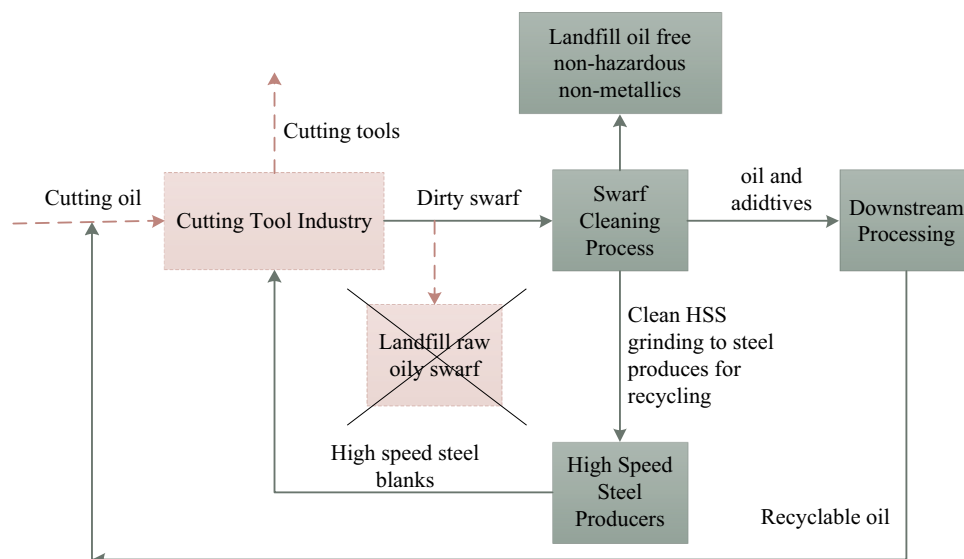 Landfill oil free
non-hazardous
non-metallics
Cutting tools
Cutting oil
Cutting Tool Industry
Dirty swarf
Swarf
Cleaning
Process
oil and
adidtives
Downstream
Processing
Landfill raw
oily swarf
Clean HSS
grinding to steel
produces for
recycling
High speed steel
blanks
High Speed
Steel
Producers
Recyclable oil